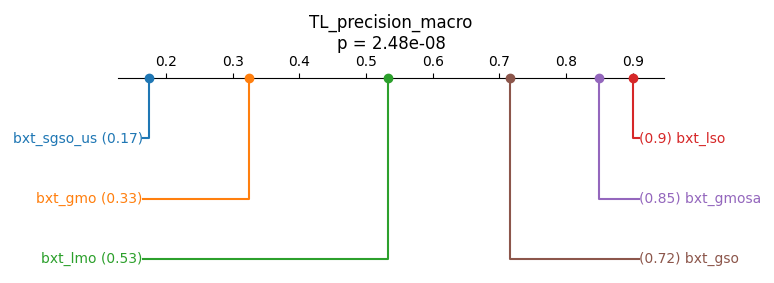 TL_precision_macro
p = 2.48e-08
0.2 0.3 0.4 0.5 0.6 0.7 0.8 0.9
bxt_sgso_us (0.17) (0.9) bxt_lso
bxt_gmo (0.33) (0.85) bxt_gmosa
bxt_lmo (0.53) (0.72) bxt_gso